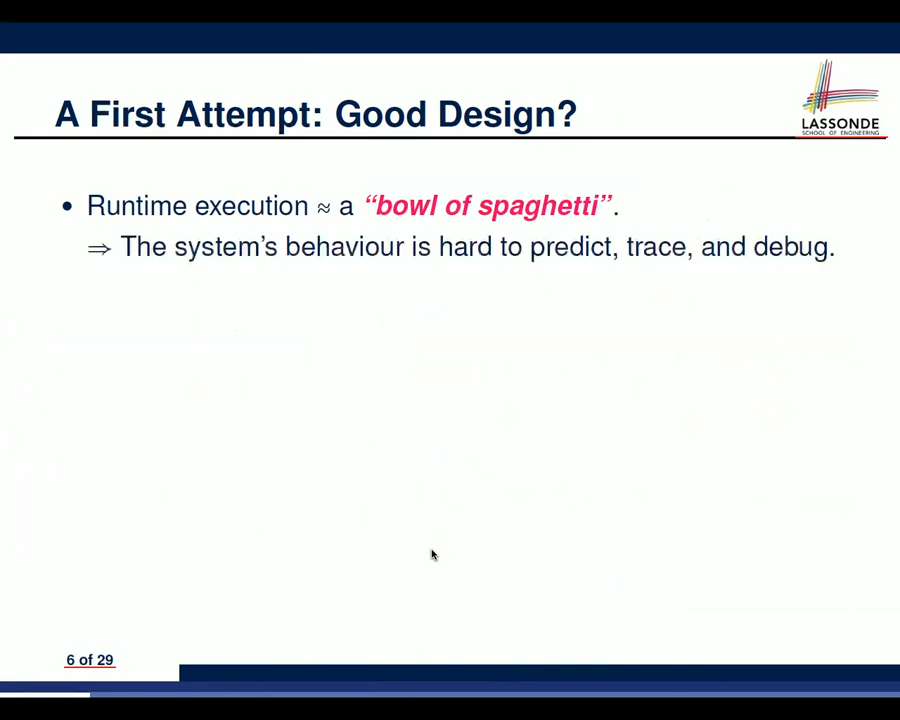 A First Attempt: Good Design?
LASSONDE
SCHOOL OF ENGINEERING
• Runtime execution ≈ a “bowl of spaghetti”.
⇒ The system’s behaviour is hard to predict, trace, and debug.
6 of 29